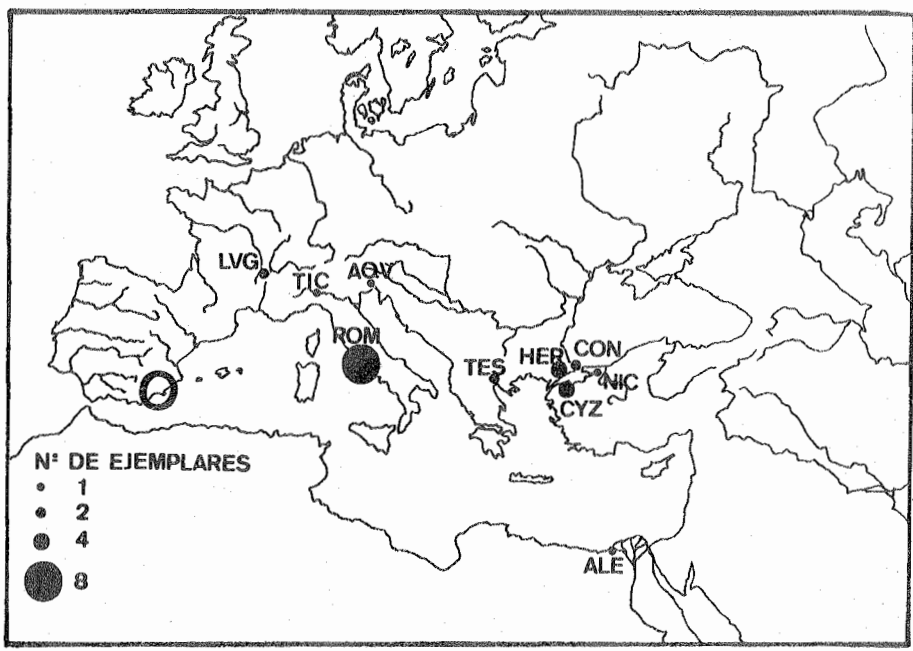 LVG
TIC
AQV
ROM
TES
HER
CON
NIC
CYZ
ALE
Nº DE EJEMPLARES
1
2
4
8